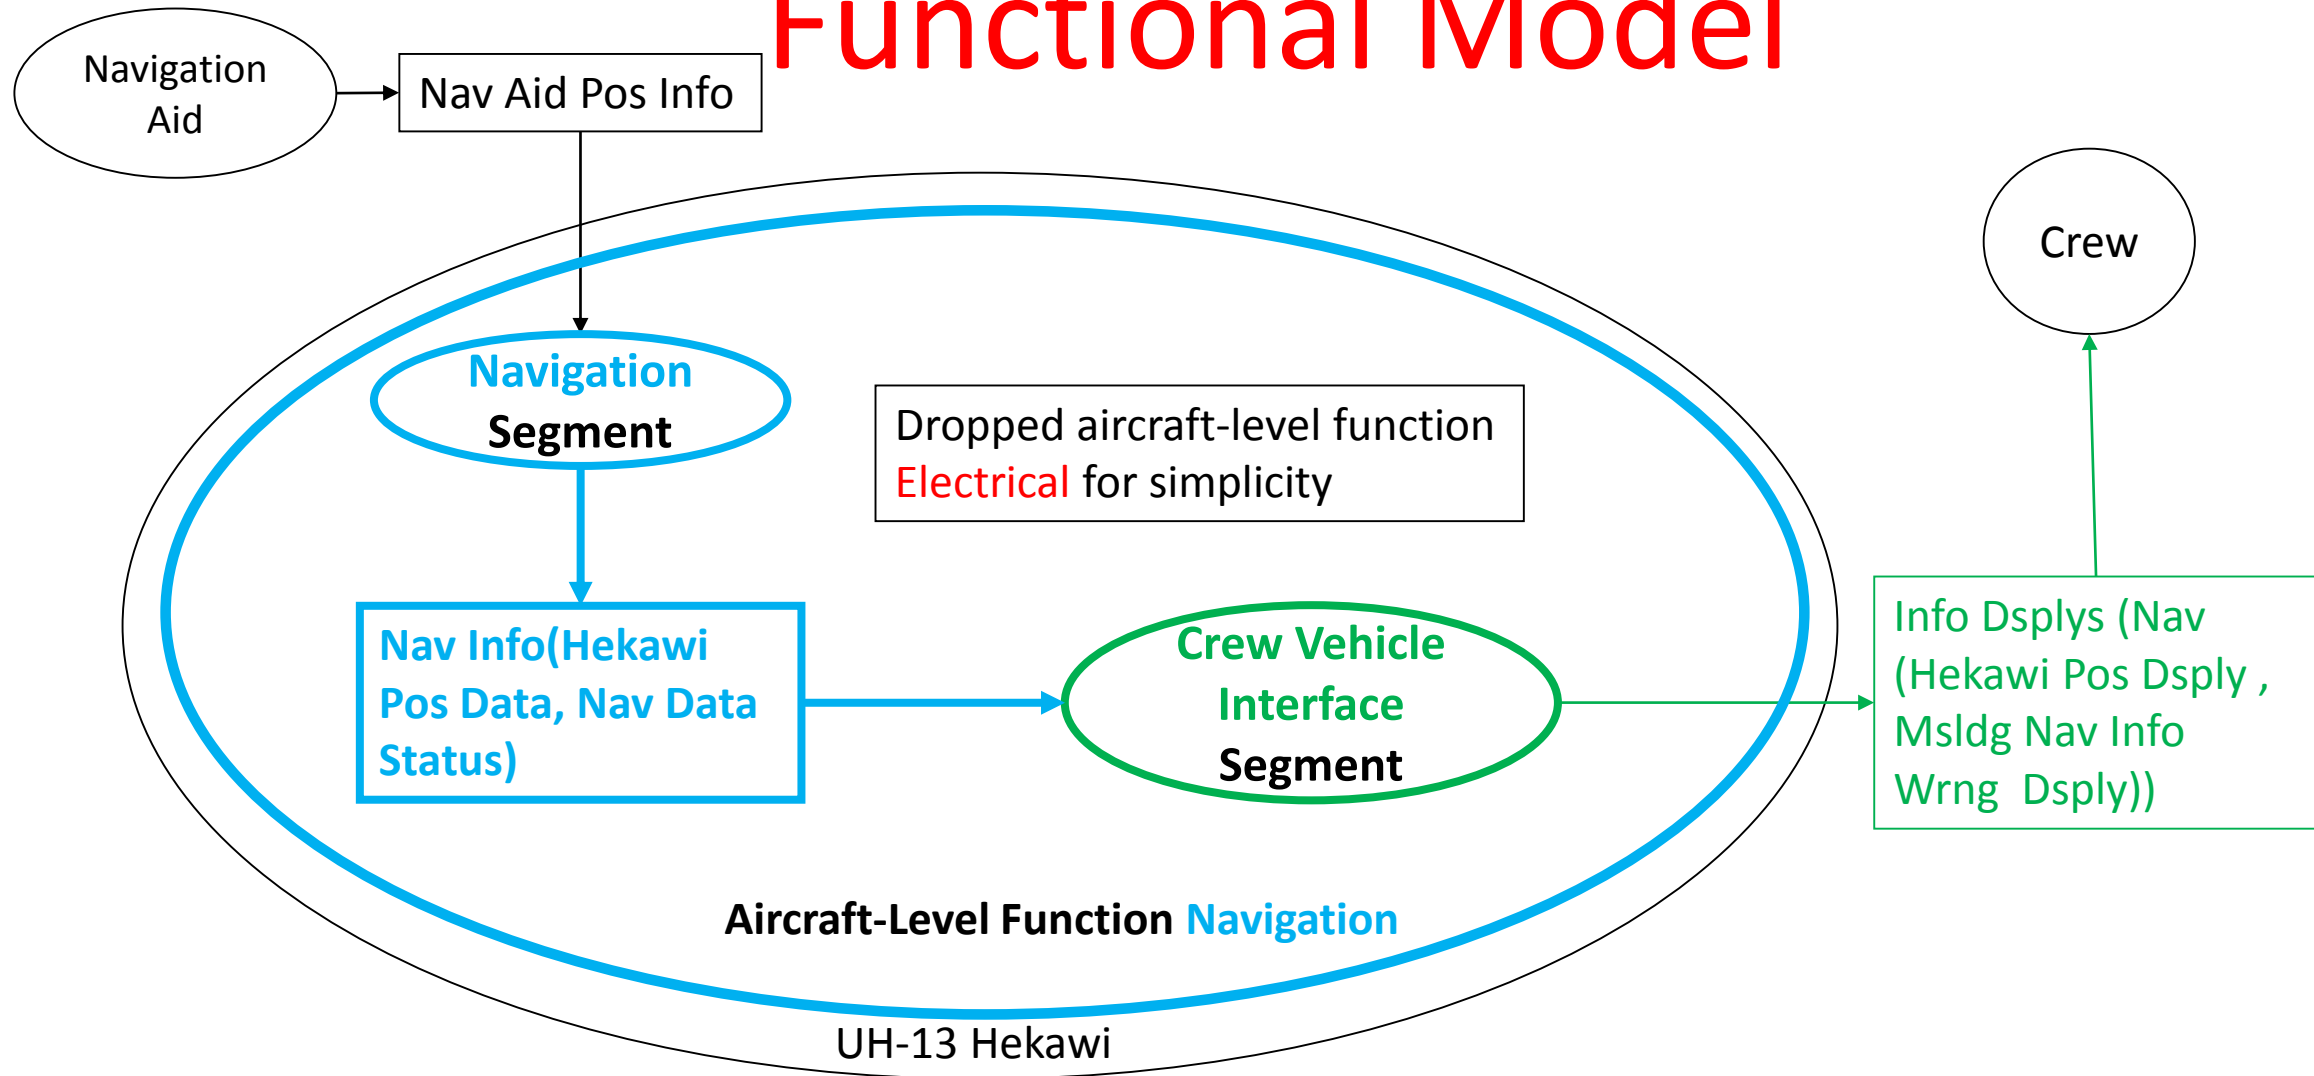 Functional Model
Navigation
Aid
Nav Aid Pos Info
Crew
Navigation
Segment
Dropped aircraft-level function
Electrical for simplicity
Nav Info(Hekawi
Pos Data, Nav Data
Status)
Crew Vehicle
Interface
Segment
Info Dsplys (Nav
(Hekawi Pos Dsply ,
Msldg Nav Info
Wrng  Dsply))
Aircraft-Level Function Navigation
UH-13 Hekawi